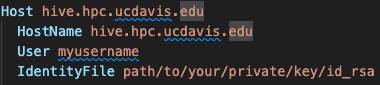 Host hive.hpc.ucdavis.edu
HostName hive.hpc.ucdavis.edu
User myusername
IdentityFile path/to/your/private/key/id_rsa